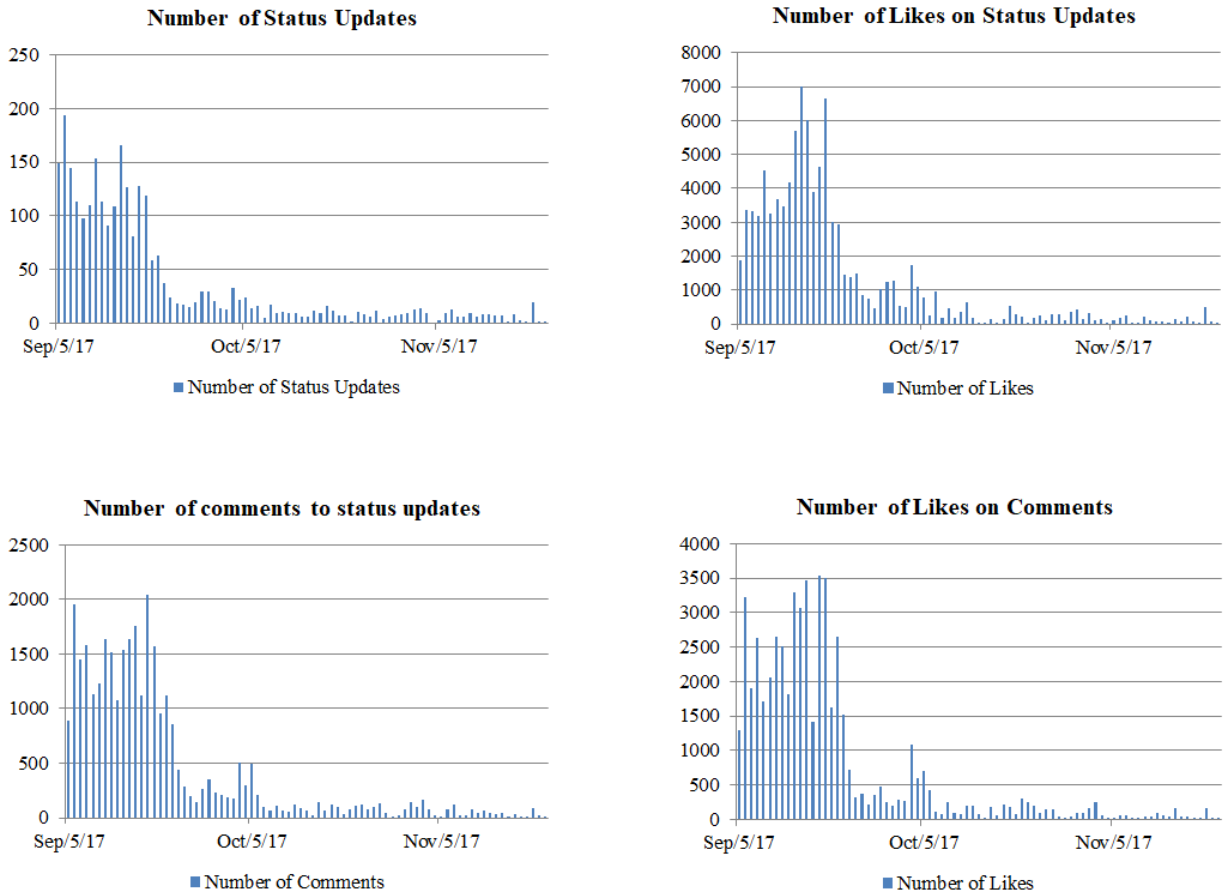 Number of Status Updates
250
200
150
100
50
0
Sep/5/17 Oct/5/17 Nov/5/17
Number of Status Updates
Number of Likes on Status Updates
8000
7000
6000
5000
4000
3000
2000
1000
0
Sep/5/17 Oct/5/17 Nov/5/17
Number of Likes
Number of comments to status updates
2500
2000
1500
1000
500
0
Sep/5/17 Oct/5/17 Nov/5/17
Number of Comments
Number of Likes on Comments
4000
3500
3000
2500
2000
1500
1000
500
0
Sep/5/17 Oct/5/17 Nov/5/17
Number of Likes